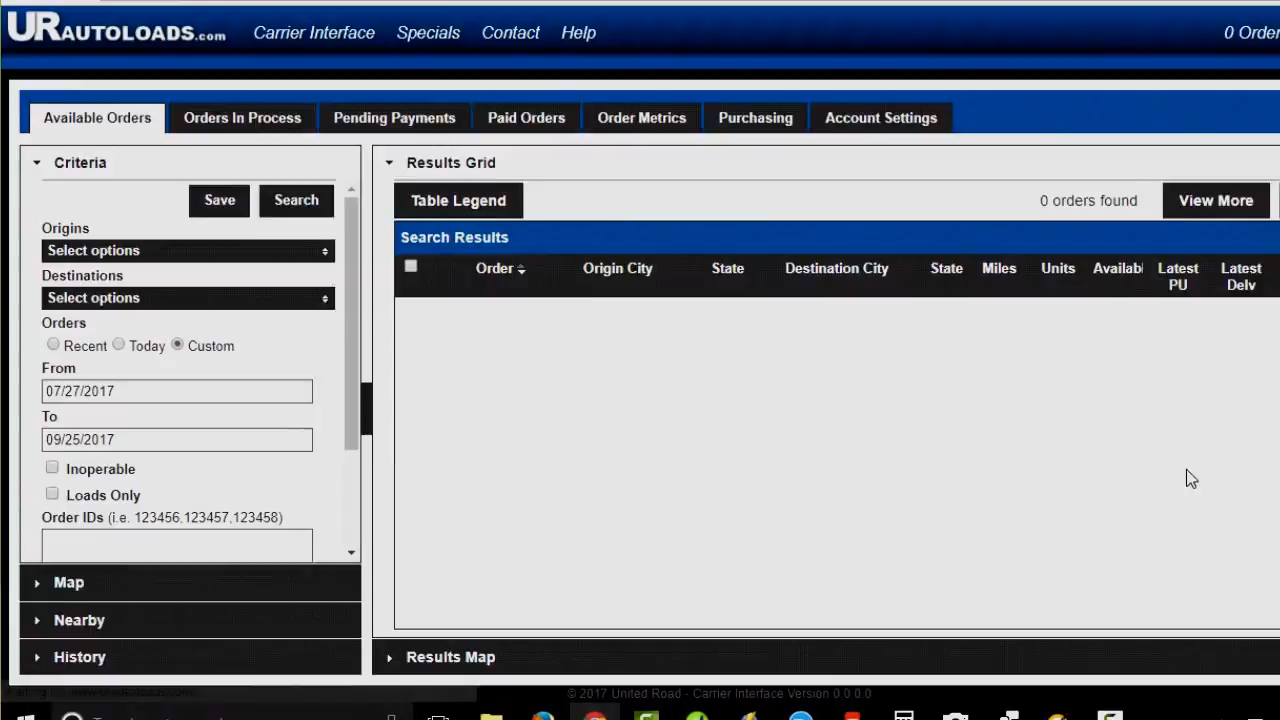 URAUTOLOADS.com Carrier Interface Specials Contact Help 0 Order
Available Orders Orders In Process Pending Payments Paid Orders Order Metrics Purchasing Account Settings
Criteria
Save Search
Origins
Select options
Destinations
Select options
Orders
Recent Today Custom
From
07/27/2017
To
09/25/2017
Inoperable
Loads Only
Order IDs (i.e. 123456,123457,123458)
Map
Nearby
History
Results Grid
Table Legend 0 orders found View More
Search Results
Order Origin City State Destination City State Miles Units Availab Latest PU Latest Delv
Results Map
© 2017 United Road - Carrier Interface Version 0.0.0.0